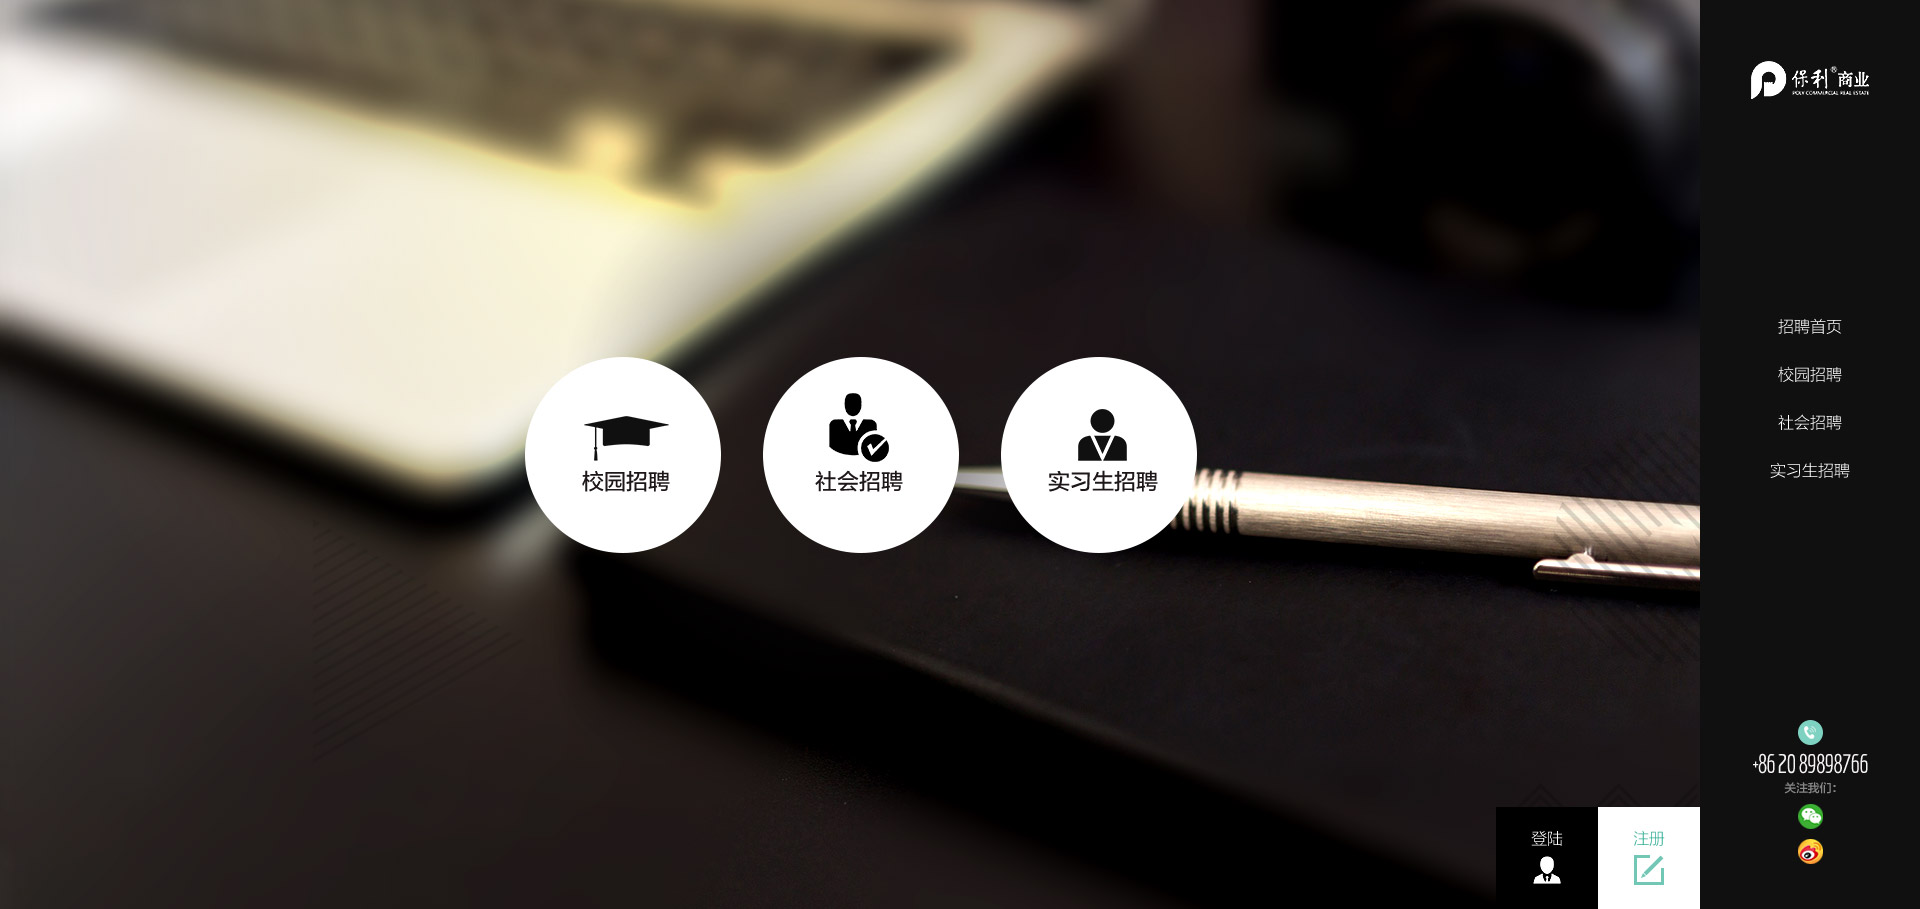 保利®商业
POLY COMMERCIAL REAL ESTATE
招聘首页
校园招聘
社会招聘
实习生招聘
校园招聘
社会招聘
实习生招聘
+86 20 89898766
关注我们：
登陆
注册